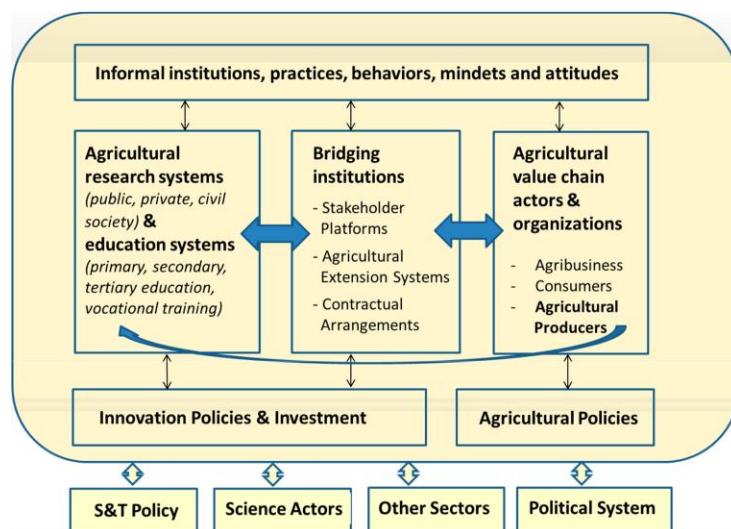 Informal institutions, practices, behaviors, mindets and attitudes
Agricultural
research systems
(public, private, civil
society) &
education systems
(primary, secondary,
tertiary education,
vocational training)
Bridging
institutions
- Stakeholder
Platforms
- Agricultural
Extension Systems
- Contractual
Arrangements
Agricultural
value chain
actors &
organizations
- Agribusiness
- Consumers
- Agricultural
Producers
Innovation Policies & Investment
Agricultural Policies
S&T Policy
Science Actors
Other Sectors
Political System